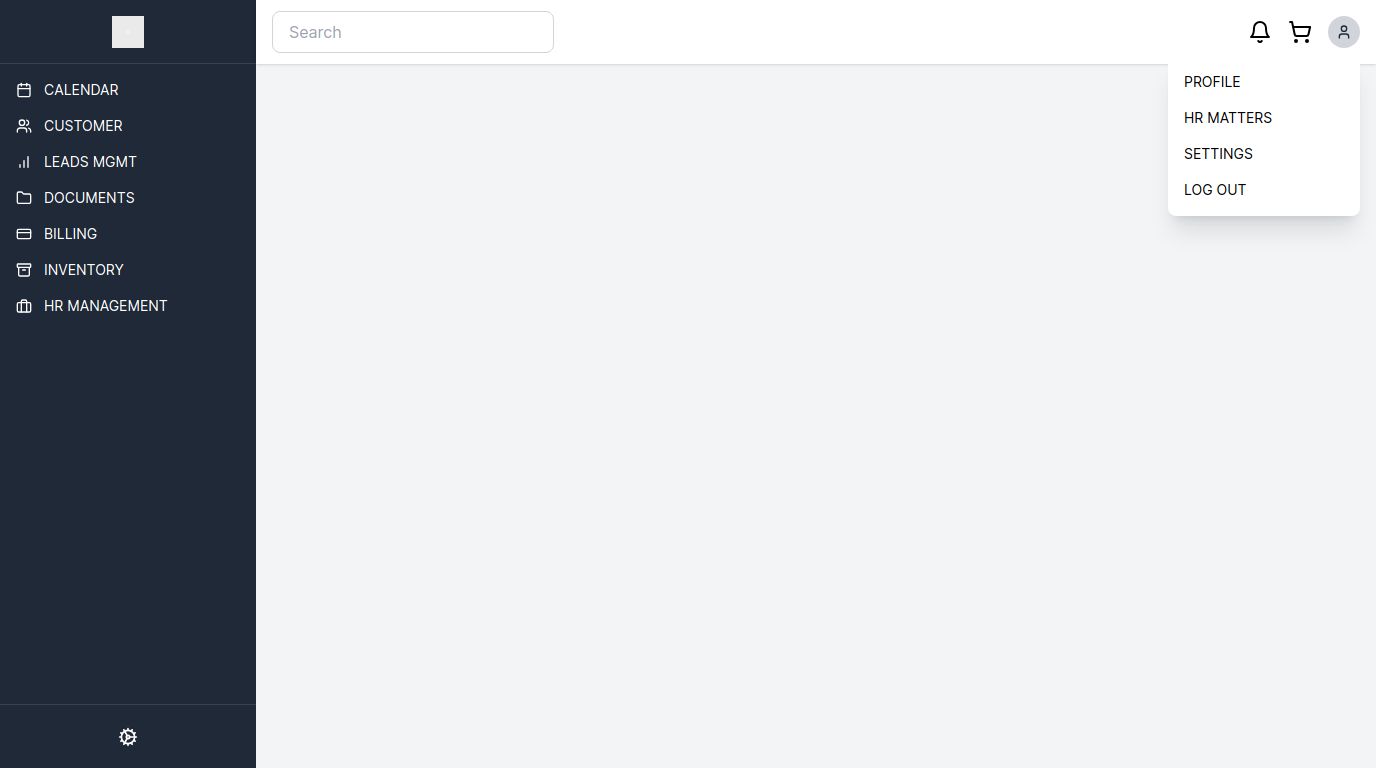 Search
PROFILE
HR MATTERS
SETTINGS
LOG OUT
CALENDAR
CUSTOMER
LEADS MGMT
DOCUMENTS
BILLING
INVENTORY
HR MANAGEMENT